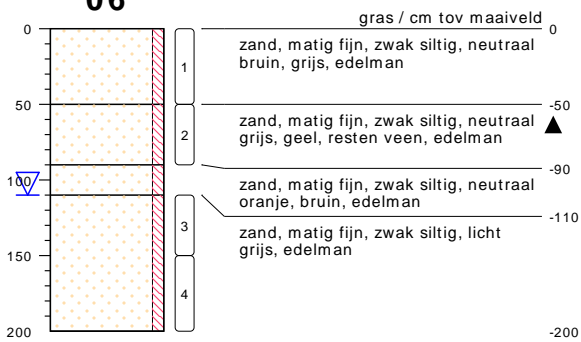 06
gras / cm tov maaiveld
0
0
zand, matig fijn, zwak siltig, neutraal
bruin, grijs, edelman
1
50
-50
zand, matig fijn, zwak siltig, neutraal
grijs, geel, resten veen, edelman
2
-90
100
zand, matig fijn, zwak siltig, neutraal
oranje, bruin, edelman
-110
3
zand, matig fijn, zwak siltig, licht
grijs, edelman
150
4
200
-200